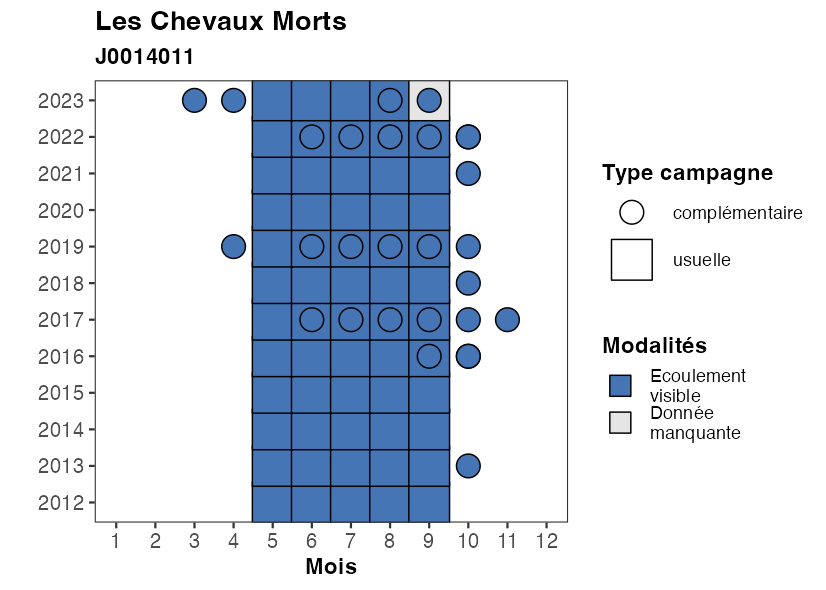 Les Chevaux Morts
J0014011
2023
2022
2021
2020
2019
2018
2017
2016
2015
2014
2013
2012
1 2 3 4 5 6 7 8 9 10 11 12
Mois
Type campagne
complémentaire
usuelle
Modalités
Ecoulement
visible
Donnée
manquante